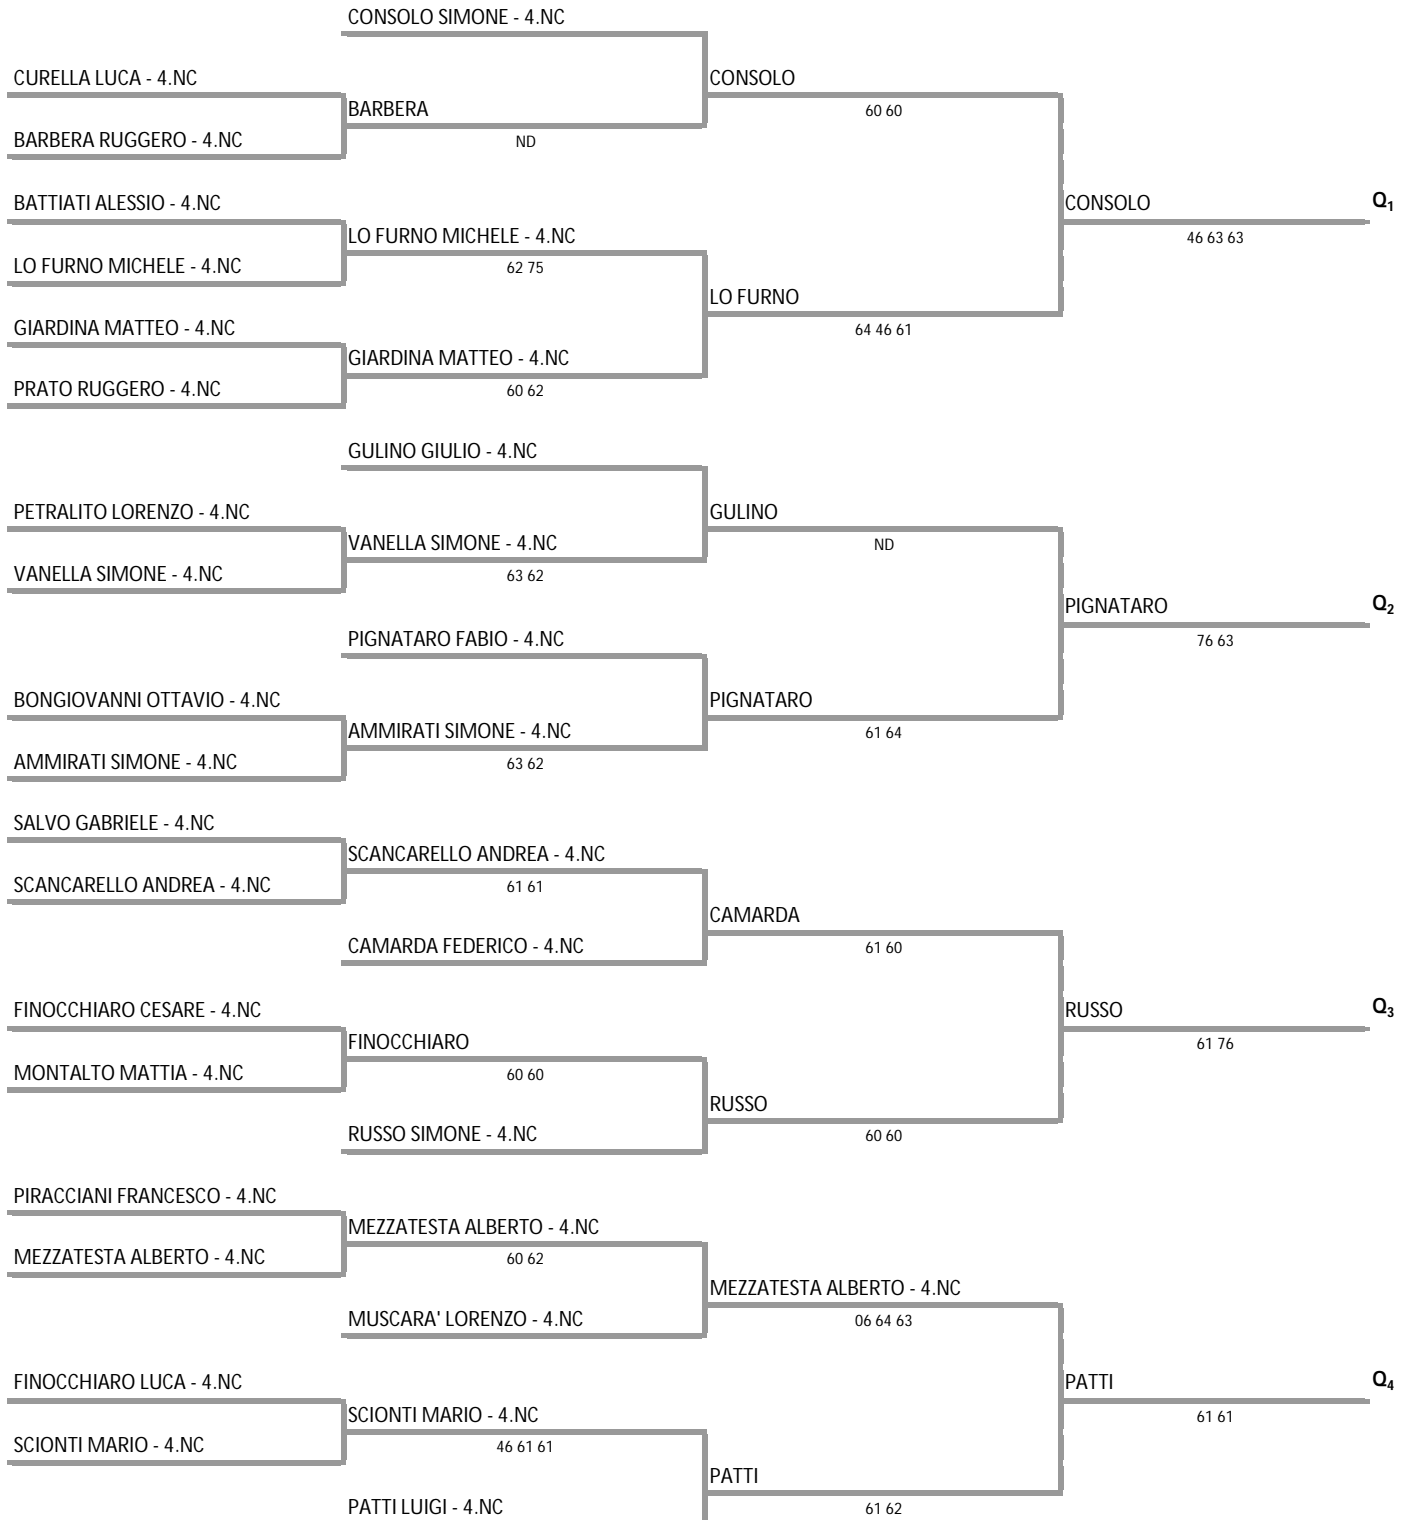 CONSOLO SIMONE - 4.NC
CURELLA LUCA - 4.NC
CONSOLO
BARBERA
60 60
BARBERA RUGGERO - 4.NC
ND
BATTIATI ALESSIO - 4.NC
CONSOLO
Q1
LO FURNO MICHELE - 4.NC
46 63 63
LO FURNO MICHELE - 4.NC
62 75
LO FURNO
GIARDINA MATTEO - 4.NC
64 46 61
GIARDINA MATTEO - 4.NC
PRATO RUGGERO - 4.NC
60 62
GULINO GIULIO - 4.NC
PETRALITO LORENZO - 4.NC
GULINO
VANELLA SIMONE - 4.NC
ND
VANELLA SIMONE - 4.NC
63 62
PIGNATARO
Q2
PIGNATARO FABIO - 4.NC
76 63
BONGIOVANNI OTTAVIO - 4.NC
PIGNATARO
AMMIRATI SIMONE - 4.NC
61 64
AMMIRATI SIMONE - 4.NC
63 62
SALVO GABRIELE - 4.NC
SCANCARELLO ANDREA - 4.NC
SCANCARELLO ANDREA - 4.NC
61 61
CAMARDA
CAMARDA FEDERICO - 4.NC
61 60
FINOCCHIARO CESARE - 4.NC
RUSSO
Q3
FINOCCHIARO
61 76
MONTALTO MATTIA - 4.NC
60 60
RUSSO
RUSSO SIMONE - 4.NC
60 60
PIRACCIANI FRANCESCO - 4.NC
MEZZATESTA ALBERTO - 4.NC
MEZZATESTA ALBERTO - 4.NC
60 62
MEZZATESTA ALBERTO - 4.NC
MUSCARA' LORENZO - 4.NC
06 64 63
FINOCCHIARO LUCA - 4.NC
PATTI
Q4
SCIONTI MARIO - 4.NC
61 61
SCIONTI MARIO - 4.NC
46 61 61
PATTI
PATTI LUIGI - 4.NC
61 62